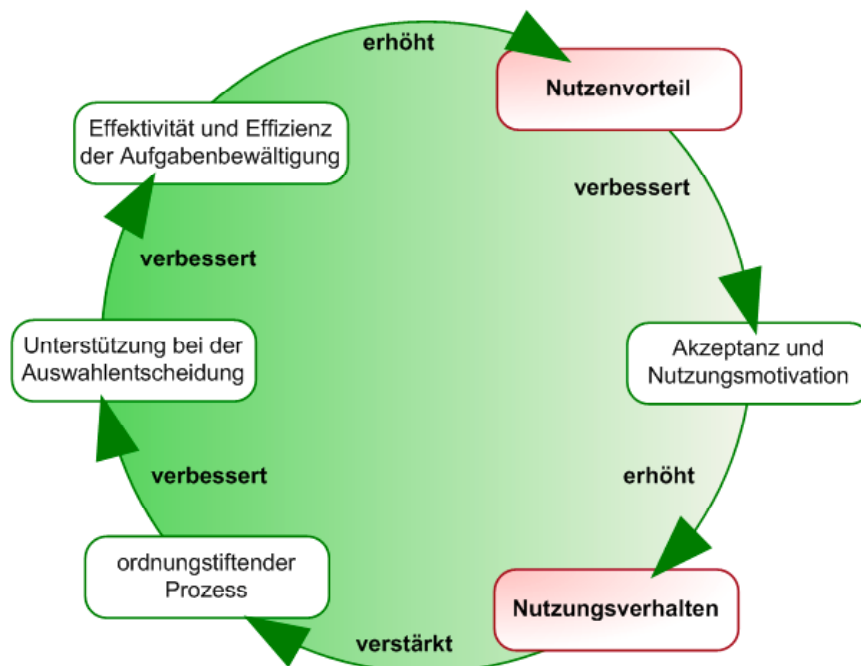 erhöht
Nutzenvorteil
Effektivität und Effizienz
der Aufgabenbewältigung
verbessert
verbessert
Unterstützung bei der
Auswahlentscheidung
Akzeptanz und
Nutzungsmotivation
verbessert
erhöht
ordnungstiftender
Prozess
Nutzungsverhalten
verstärkt